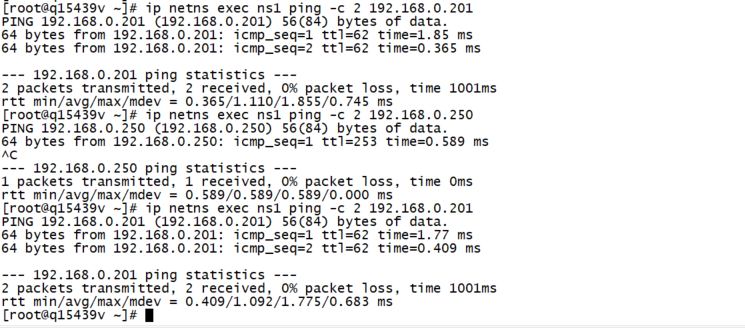 [root@q15439v ~]# ip netns exec ns1 ping -c 2 192.168.0.201
PING 192.168.0.201 (192.168.0.201) 56(84) bytes of data.
64 bytes from 192.168.0.201: icmp_seq=1 ttl=62 time=1.85 ms
64 bytes from 192.168.0.201: icmp_seq=2 ttl=62 time=0.365 ms
--- 192.168.0.201 ping statistics ---
2 packets transmitted, 2 received, 0% packet loss, time 1001ms
rtt min/avg/max/mdev = 0.365/1.110/1.855/0.745 ms
[root@q15439v ~]# ip netns exec ns1 ping -c 2 192.168.0.250
PING 192.168.0.250 (192.168.0.250) 56(84) bytes of data.
64 bytes from 192.168.0.250: icmp_seq=1 ttl=253 time=0.589 ms
^C
--- 192.168.0.250 ping statistics ---
1 packets transmitted, 1 received, 0% packet loss, time 0ms
rtt min/avg/max/mdev = 0.589/0.589/0.589/0.000 ms
[root@q15439v ~]# ip netns exec ns1 ping -c 2 192.168.0.201
PING 192.168.0.201 (192.168.0.201) 56(84) bytes of data.
64 bytes from 192.168.0.201: icmp_seq=1 ttl=62 time=1.77 ms
64 bytes from 192.168.0.201: icmp_seq=2 ttl=62 time=0.409 ms
--- 192.168.0.201 ping statistics ---
2 packets transmitted, 2 received, 0% packet loss, time 1001ms
rtt min/avg/max/mdev = 0.409/1.092/1.775/0.683 ms
[root@q15439v ~]#